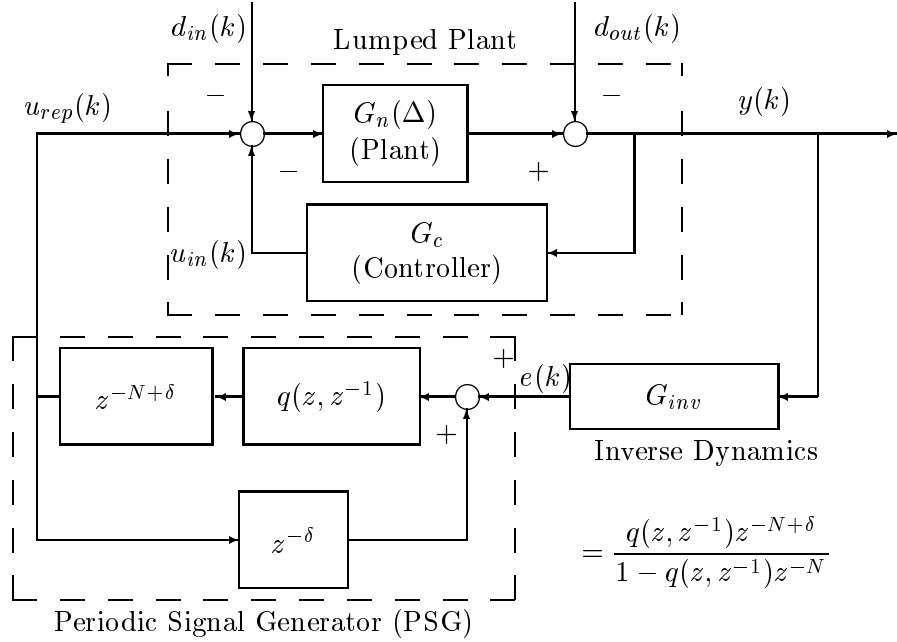 d_{in}(k)
Lumped Plant
d_{out}(k)
u_{rep}(k)
−
G_n(Δ)
(Plant)
−
y(k)
−
+
u_{in}(k)
G_c
(Controller)
z^{-N+δ}
q(z, z^{-1})
+
+
e(k)
G_{inv}
Inverse Dynamics
z^{-δ}
= \frac{q(z, z^{-1})z^{-N+δ}}{1 − q(z, z^{-1})z^{-N}}
Periodic Signal Generator (PSG)